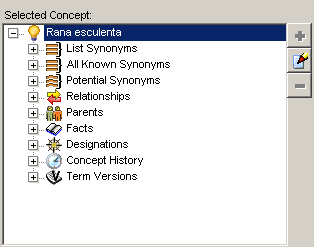 Selected Concept:
Rana esculenta
List Synonyms
All Known Synonyms
Potential Synonyms
Relationships
Parents
Facts
Designations
Concept History
Term Versions